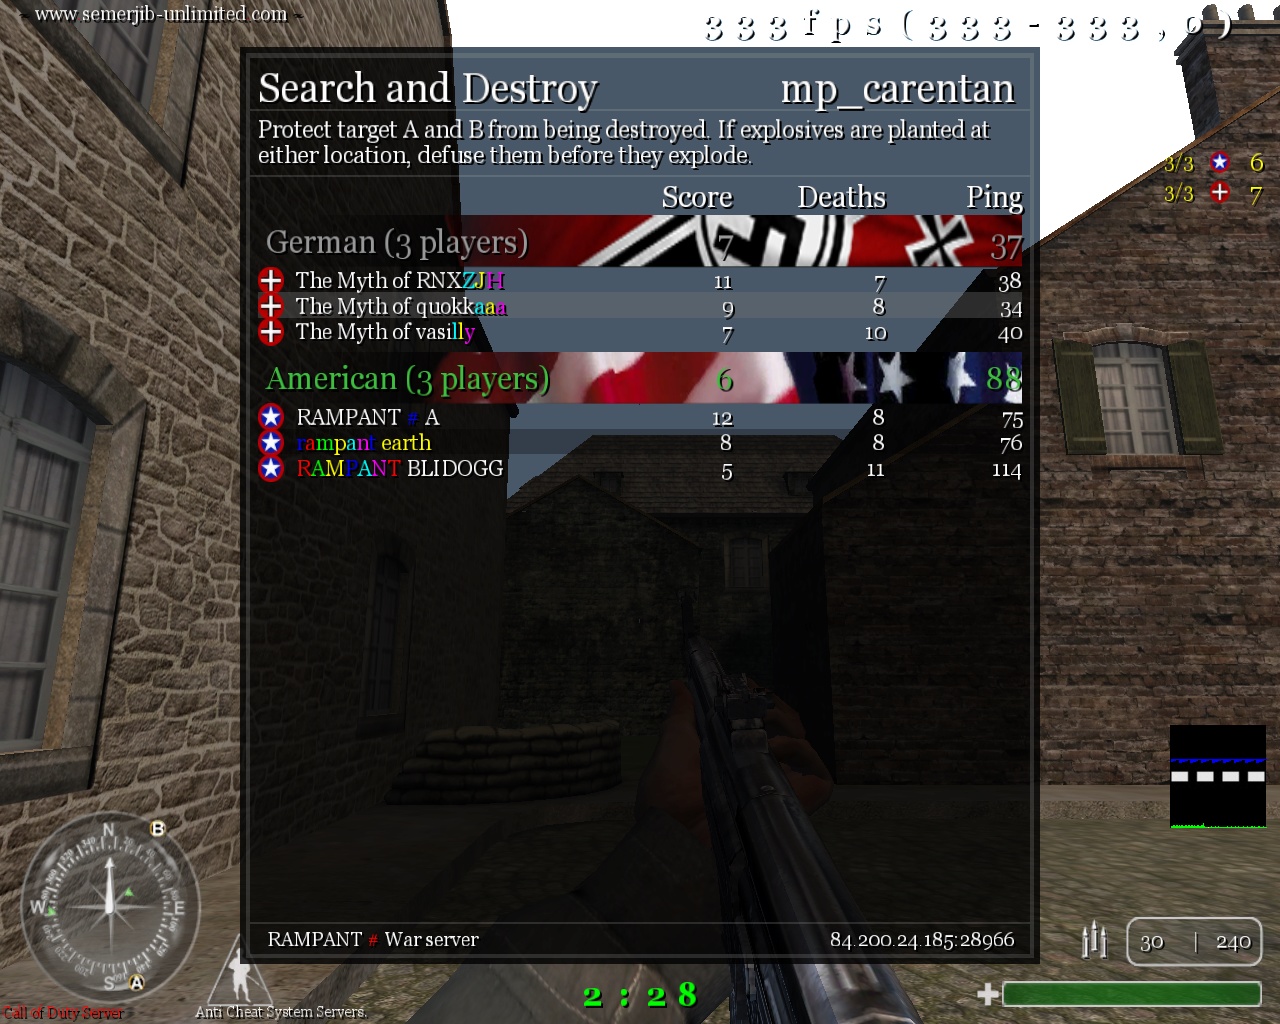 ~ www.semerjib-unlimited.com ~
333fps(333-333,0)
Search and Destroy mp_carentan
Protect target A and B from being destroyed. If explosives are planted at
either location, defuse them before they explode.
3/3 6
3/3 7
Score Deaths Ping
German (3 players) 7 37
The Myth of RNXZJH 11 7 38
The Myth of quokkaaa 9 8 34
The Myth of vasilly 7 10 40
American (3 players) 6 88
RAMPANT # A 12 8 75
rampant earth 8 8 76
RAMPANT BLIDOGG 5 11 114
N B
W E
S A
RAMPANT # War server 84.200.24.185:28966
30 | 240
2:28
Call of Duty Server Anti Cheat System Servers.